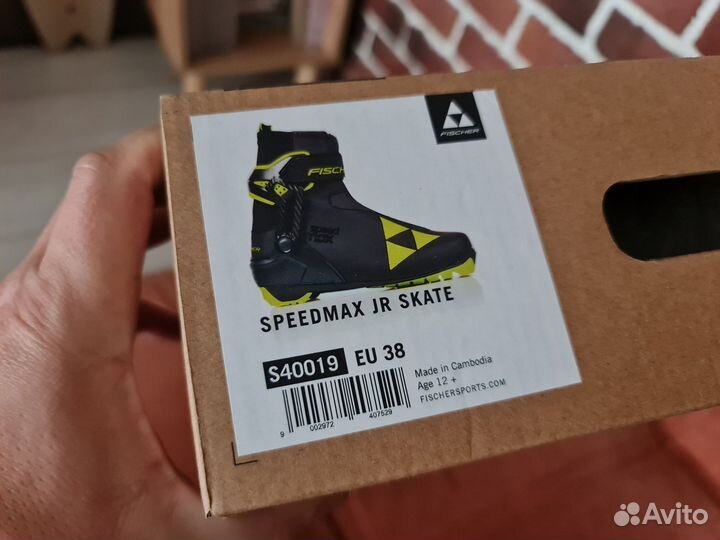 FISCHER
FISCHER
speed
max
SPEEDMAX JR SKATE
S40019 EU 38
Made in Cambodia
Age 12 +
FISCHERSPORTS.COM
9 002972 407529
Avito